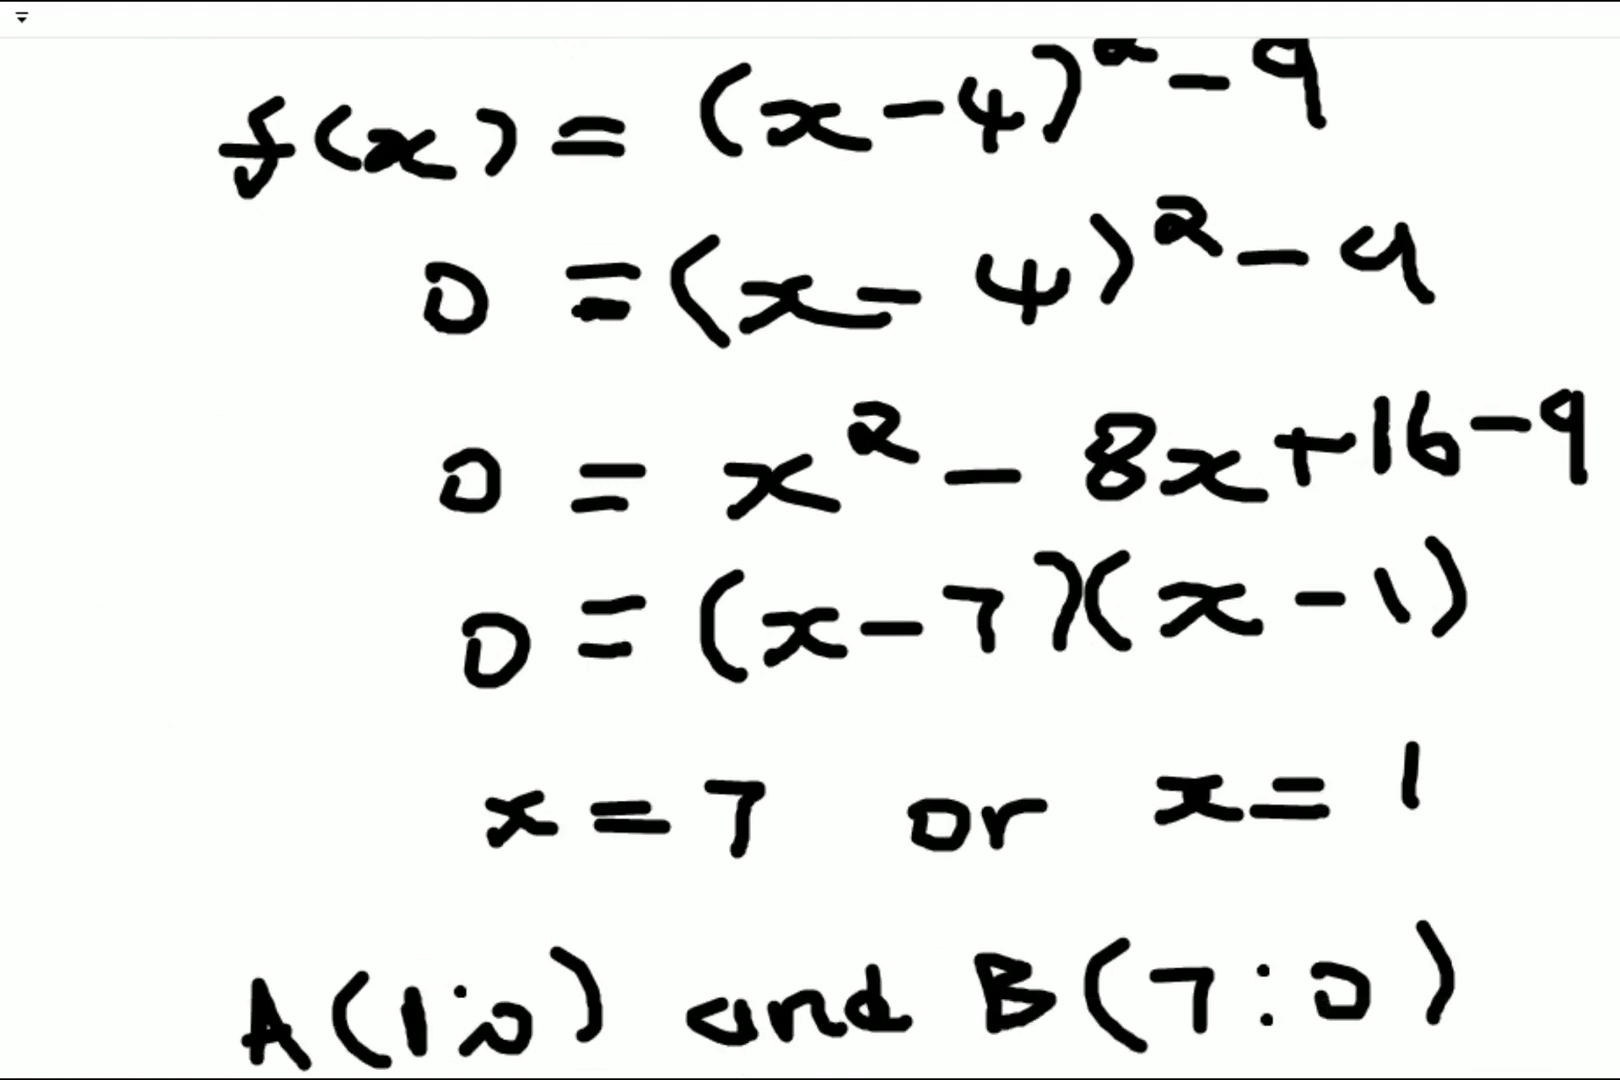 f(x) = (x-4)² - 9
0 = (x - 4)² - 9
0 = x² - 8x + 16 - 9
0 = (x - 7)(x - 1)
x = 7 or x = 1
A(1;0) and B(7:0)